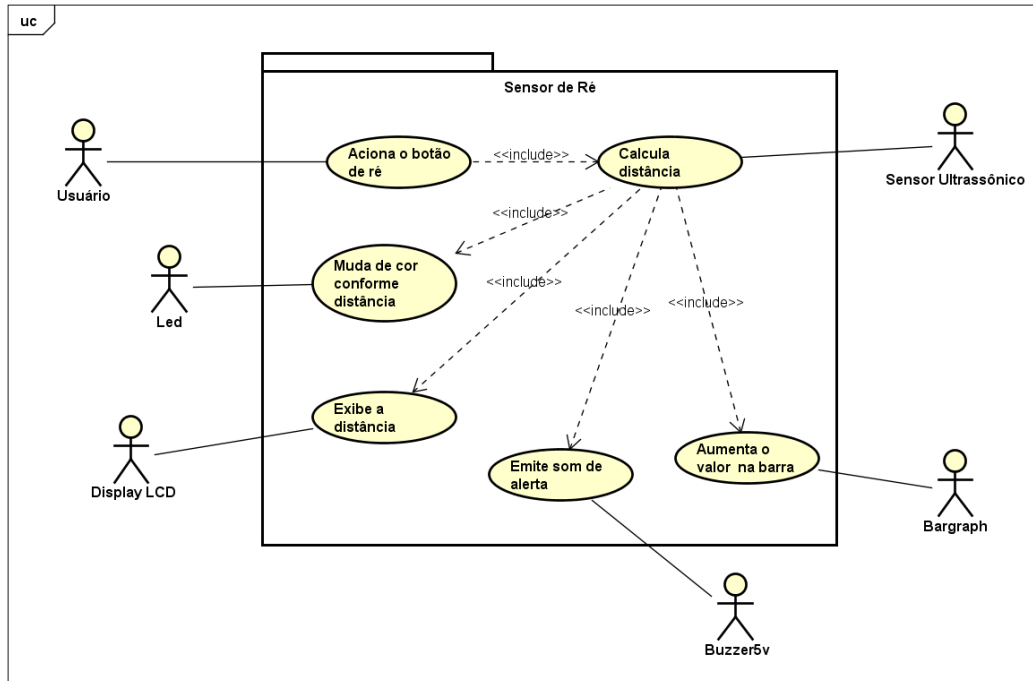 uc
Sensor de Ré
Aciona o botão
de ré
<<include>>
Calcula
distância
Usuário
Sensor Ultrassônico
<<include>>
Muda de cor
conforme
distância
<<include>>
<<include>>
<<include>>
Led
Exibe a
distância
Aumenta o
valor na barra
Emite som de
alerta
Display LCD
Bargraph
Buzzer5v